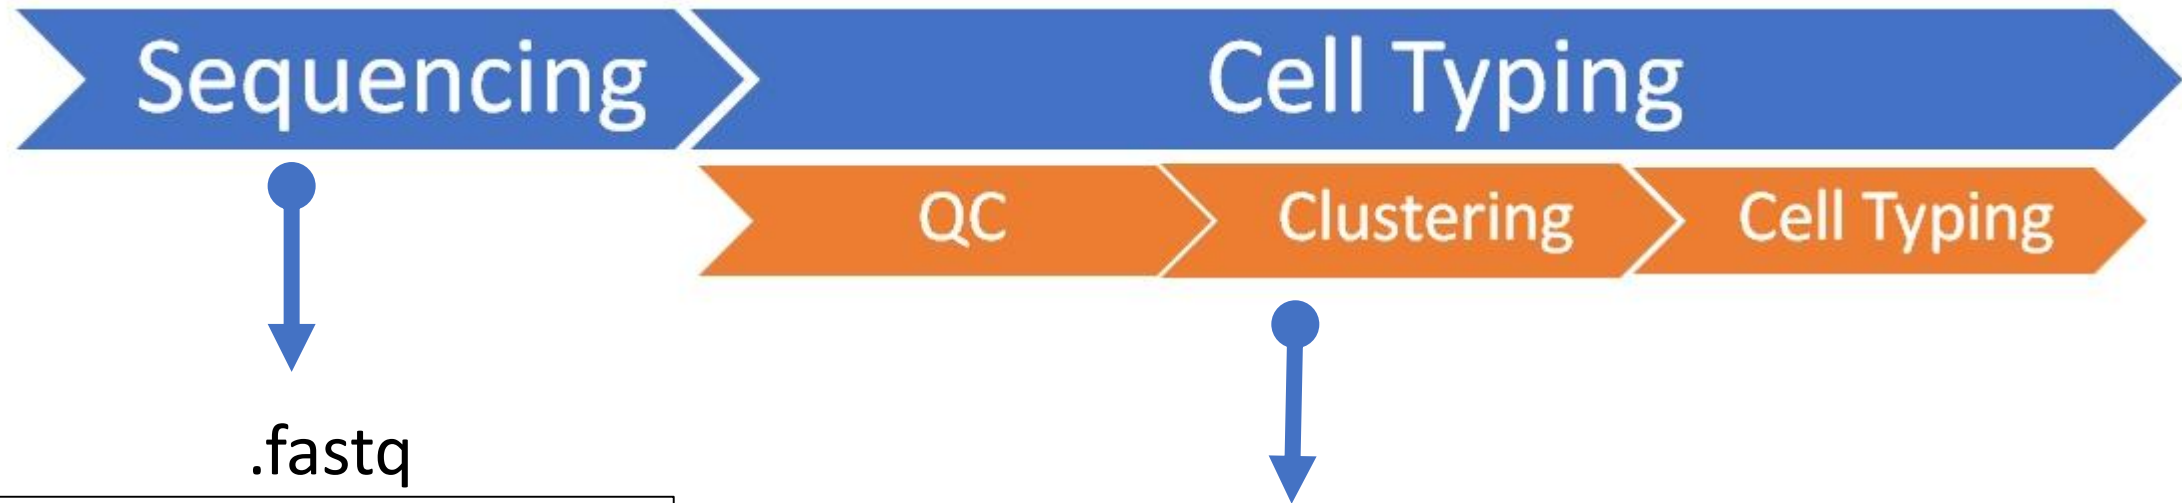 Sequencing
Cell Typing
QC
Clustering
Cell Typing
.fastq